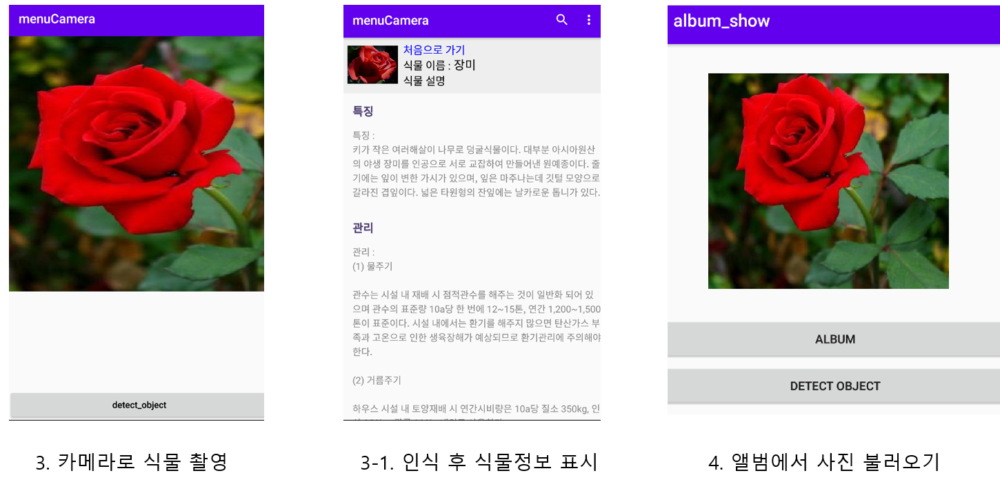 menuCamera
detect_object
3. 카메라로 식물 촬영
menuCamera
처음으로 가기
식물 이름 : 장미
식물 설명
특징
특징 :
키가 작은 여러해살이 나무로 덩굴식물이다. 대부분 아시아원산
의 야생 장미를 인공으로 서로 교잡하여 만들어낸 원예종이다. 줄
기에는 잎이 변한 가시가 있으며, 잎은 마주나는데 깃털 모양으로
갈라진 겹잎이다. 넓은 타원형의 잔잎에는 날카로운 톱니가 있다.
관리
관리 :
(1) 물주기
관수는 시설 내 재배 시 점적관수를 해주는 것이 일반화 되어 있
으며 관수의 표준량 10a당 한 번에 12~15톤, 연간 1,200~1,500
톤이 표준이다. 시설 내에서는 환기를 해주지 않으면 탄산가스 부
족과 고온으로 인한 생육장해가 예상되므로 환기관리에 주의해야
한다.
(2) 거름주기
하우스 시설 내 토양재배 시 연간시비량은 10a당 질소 350kg, 인
3-1. 인식 후 식물정보 표시
album_show
ALBUM
DETECT OBJECT
4. 앨범에서 사진 불러오기